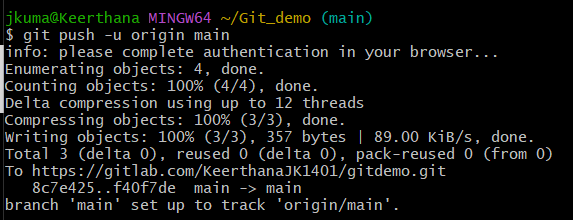 jkuma@Keerthana MINGW64 ~/Git_demo (main)
$ git push -u origin main
info: please complete authentication in your browser...
Enumerating objects: 4, done.
Counting objects: 100% (4/4), done.
Delta compression using up to 12 threads
Compressing objects: 100% (3/3), done.
Writing objects: 100% (3/3), 357 bytes | 89.00 KiB/s, done.
Total 3 (delta 0), reused 0 (delta 0), pack-reused 0 (from 0)
To https://gitlab.com/KeerthanaJK1401/gitdemo.git
   8c7e425..f40f7de  main -> main
branch 'main' set up to track 'origin/main'.